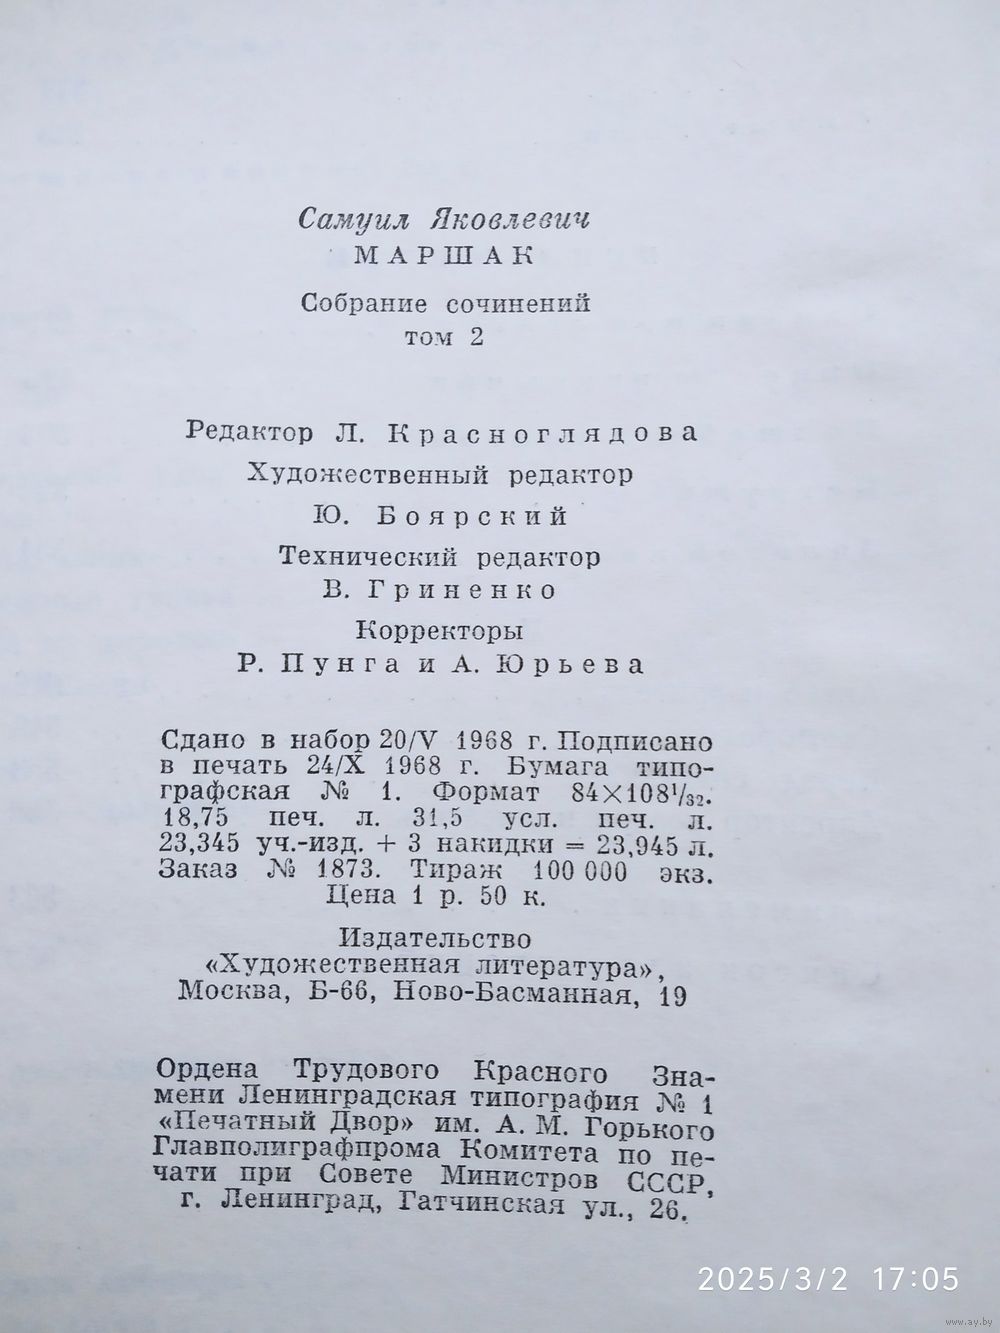 Самуил Яковлевич
МАРШАК
Собрание сочинений
том 2
Редактор Л. Красноглядова
Художественный редактор
Ю. Боярский
Технический редактор
В. Гриненко
Корректоры
Р. Пунга и А. Юрьева
Сдано в набор 20/V 1968 г. Подписано
в печать 24/X 1968 г. Бумага типо-
графская № 1. Формат 84×108¹/₃₂.
18,75 печ. л. 31,5 усл. печ. л.
23,345 уч.-изд. + 3 накидки = 23,945 л.
Заказ № 1873. Тираж 100 000 экз.
Цена 1 р. 50 к.
Издательство
«Художественная литература»,
Москва, Б-66, Ново-Басманная, 19
Ордена Трудового Красного Зна-
мени Ленинградская типография № 1
«Печатный Двор» им. А. М. Горького
Главполиграфпрома Комитета по пе-
чати при Совете Министров СССР,
г. Ленинград, Гатчинская ул., 26.
2025/3/2 17:05
www.ay.by